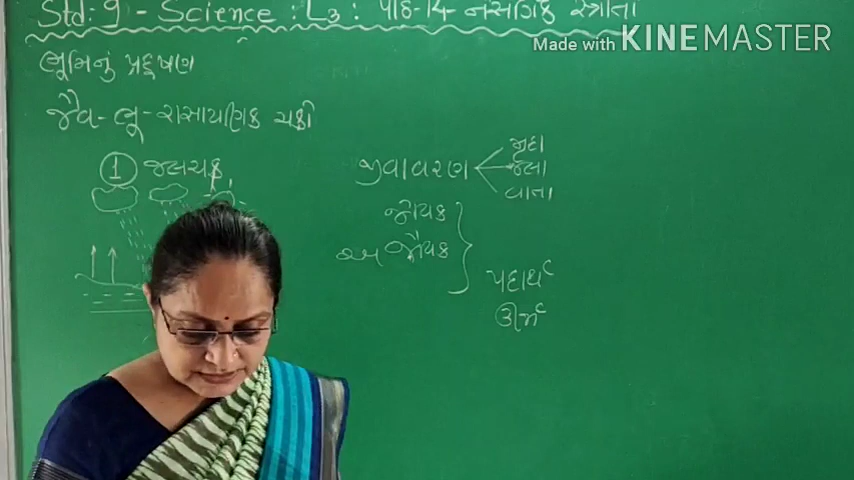 Std: 9 - Science : L3 : પાઠ-14 નૈસર્ગિક સ્ત્રોતો
Made with KINEMASTER
ભૂમિનું પ્રદૂષણ
જૈવ-ભૂ-રાસાયણિક ચક્રો
① જલચક્ર
જીવાવરણ
મૃદા
જલા
વાતા
જૈવિક
અજૈવિક
પદાર્થ
ઊર્જા